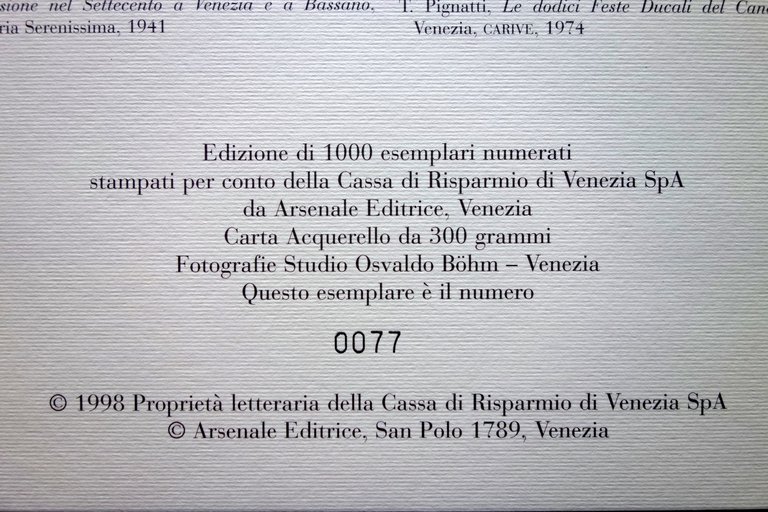 sione nel Settecento a Venezia e a Bassano,
ria Serenissima, 1941
T. Pignatti, Le dodici Feste Ducali del
Venezia, CARIVE, 1974
Edizione di 1000 esemplari numerati
stampati per conto della Cassa di Risparmio di Venezia SpA
da Arsenale Editrice, Venezia
Carta Acquerello da 300 grammi
Fotografie Studio Osvaldo Böhm – Venezia
Questo esemplare è il numero
0077
© 1998 Proprietà letteraria della Cassa di Risparmio di Venezia SpA
© Arsenale Editrice, San Polo 1789, Venezia